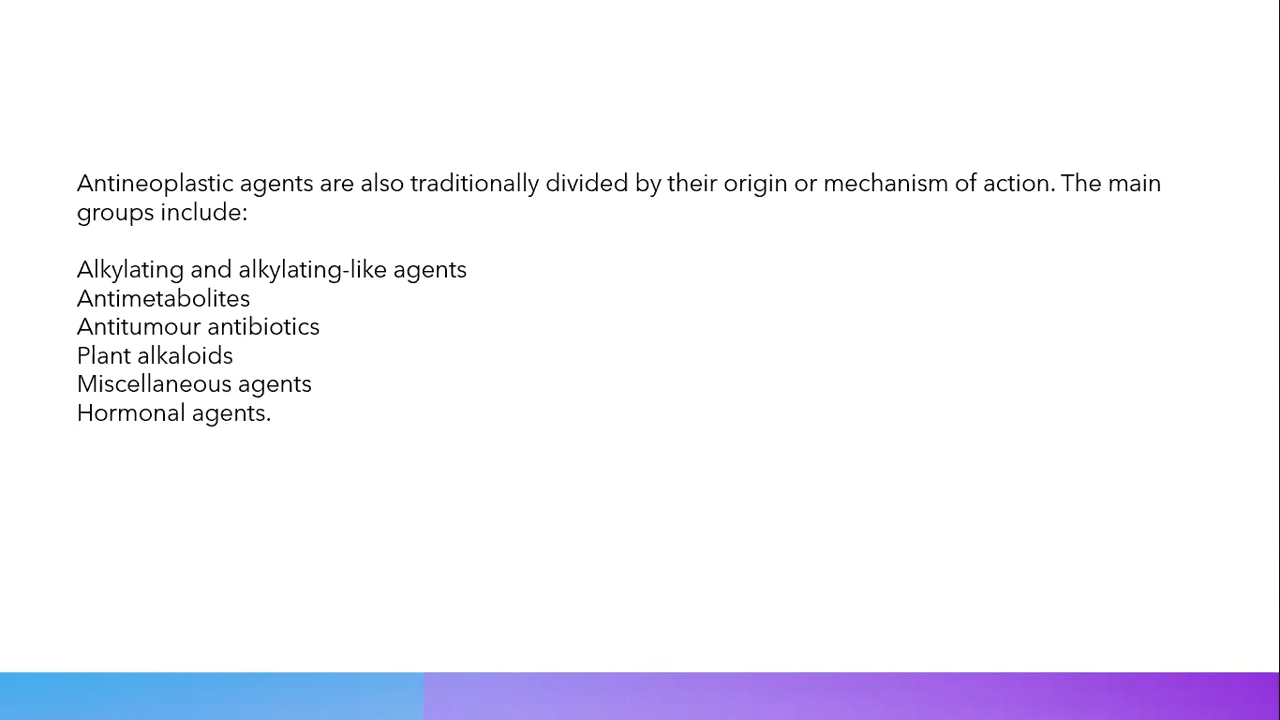 Antineoplastic agents are also traditionally divided by their origin or mechanism of action. The main
groups include:
Alkylating and alkylating-like agents
Antimetabolites
Antitumour antibiotics
Plant alkaloids
Miscellaneous agents
Hormonal agents.